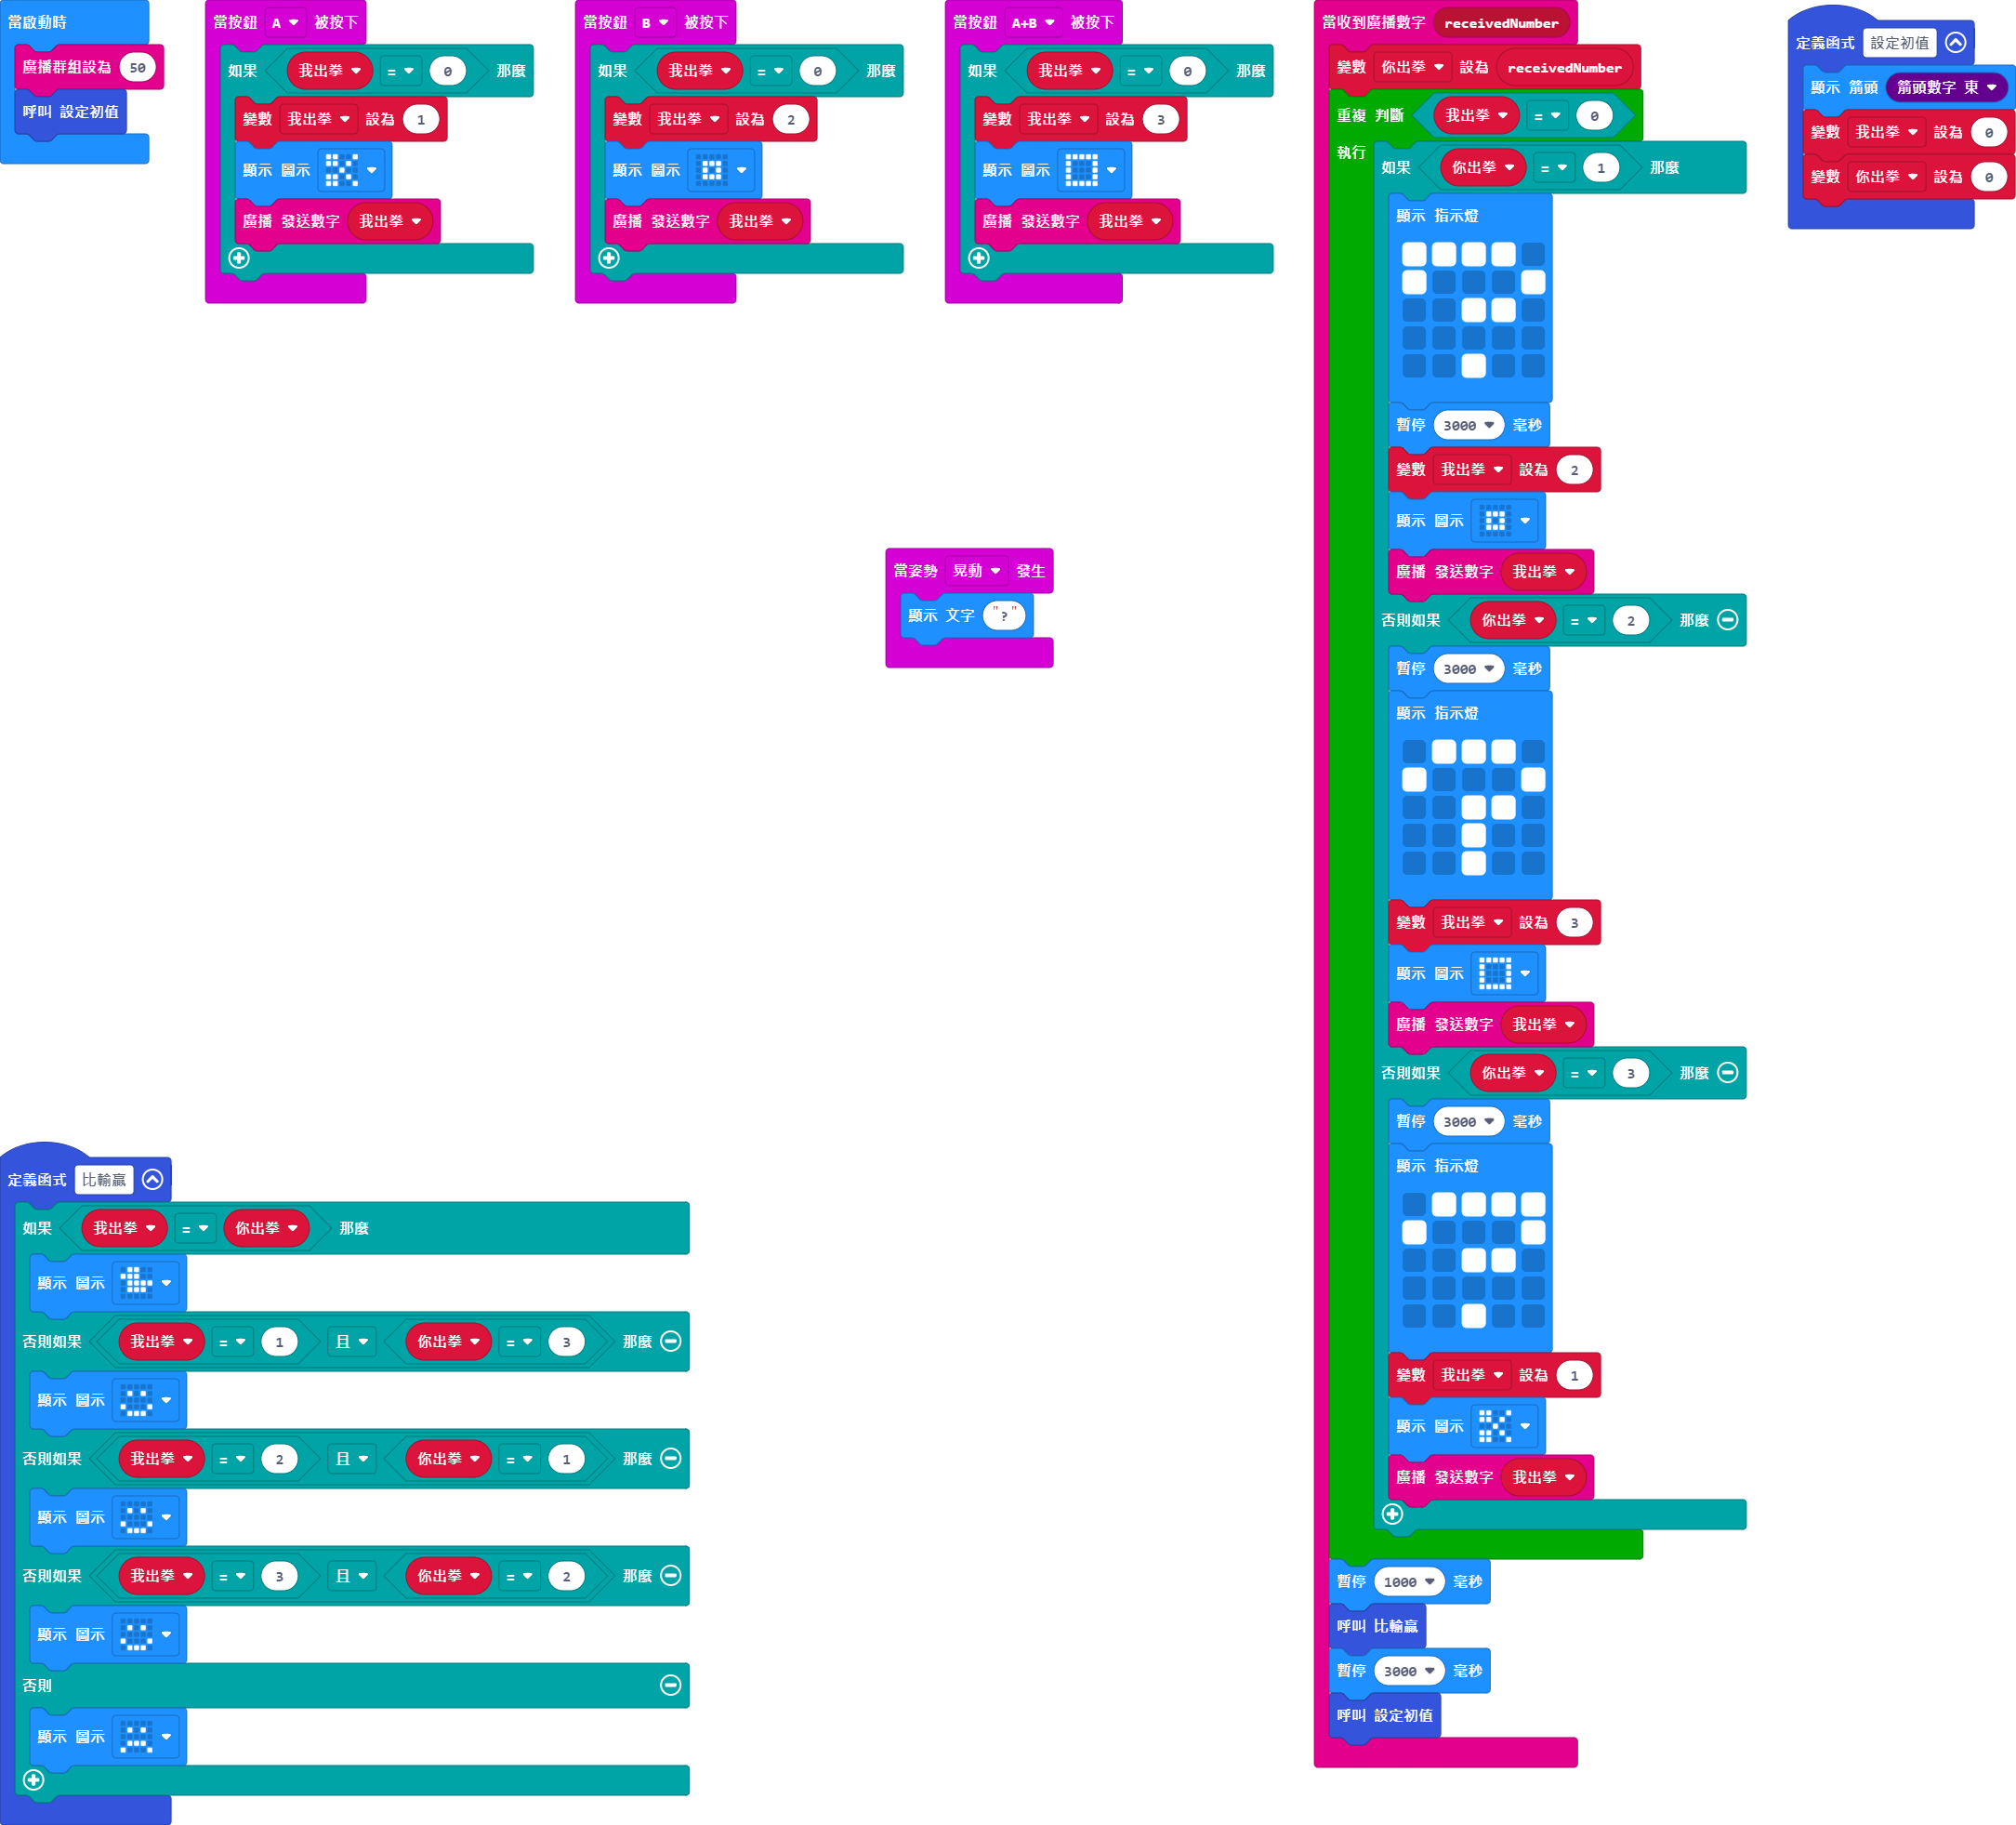 當啟動時
廣播群組設為 50
呼叫 設定初值
當按鈕 A 被按下
如果 我出拳 = 0 那麼
變數 我出拳 設為 1
顯示 圖示
廣播 發送數字 我出拳
當按鈕 B 被按下
如果 我出拳 = 0 那麼
變數 我出拳 設為 2
顯示 圖示
廣播 發送數字 我出拳
當按鈕 A+B 被按下
如果 我出拳 = 0 那麼
變數 我出拳 設為 3
顯示 圖示
廣播 發送數字 我出拳
當收到廣播數字 receivedNumber
變數 你出拳 設為 receivedNumber
重複 判斷 我出拳 = 0
執行 如果 你出拳 = 1 那麼
顯示 指示燈
暫停 3000 毫秒
變數 我出拳 設為 2
顯示 圖示
廣播 發送數字 我出拳
否則如果 你出拳 = 2 那麼
暫停 3000 毫秒
顯示 指示燈
變數 我出拳 設為 3
顯示 圖示
廣播 發送數字 我出拳
否則如果 你出拳 = 3 那麼
暫停 3000 毫秒
顯示 指示燈
變數 我出拳 設為 1
顯示 圖示
廣播 發送數字 我出拳
暫停 1000 毫秒
呼叫 比輸贏
暫停 3000 毫秒
呼叫 設定初值
定義函式 設定初值
顯示 箭頭 箭頭數字 東
變數 我出拳 設為 0
變數 你出拳 設為 0
當姿勢 晃動 發生
顯示 文字 "?"
定義函式 比輸贏
如果 我出拳 = 你出拳 那麼
顯示 圖示
否則如果 我出拳 = 1 且 你出拳 = 3 那麼
顯示 圖示
否則如果 我出拳 = 2 且 你出拳 = 1 那麼
顯示 圖示
否則如果 我出拳 = 3 且 你出拳 = 2 那麼
顯示 圖示
否則
顯示 圖示